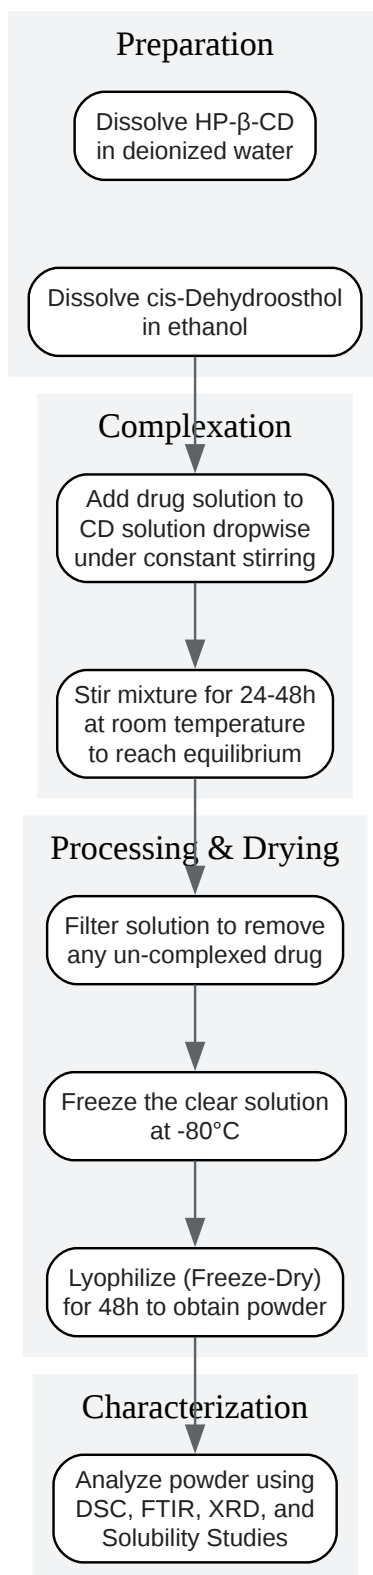 Preparation
Dissolve HP-β-CD
in deionized water
Dissolve cis-Dehydroosthol
in ethanol
Complexation
Add drug solution to
CD solution dropwise
under constant stirring
Stir mixture for 24-48h
at room temperature
to reach equilibrium
Processing & Drying
Filter solution to remove
any un-complexed drug
Freeze the clear solution
at -80°C
Lyophilize (Freeze-Dry)
for 48h to obtain powder
Characterization
Analyze powder using
DSC, FTIR, XRD, and
Solubility Studies